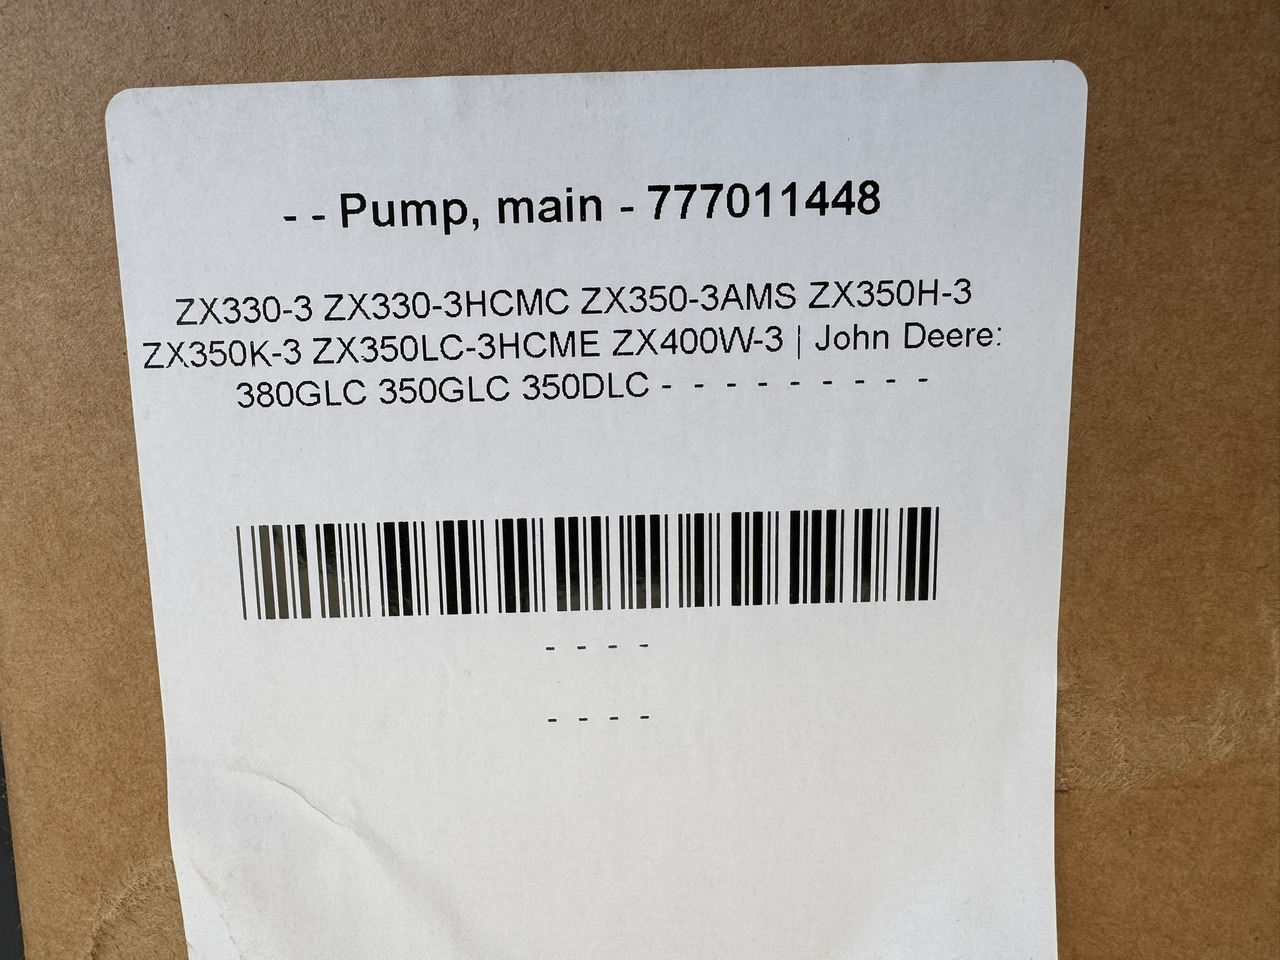 - - Pump, main - 777011448
ZX330-3 ZX330-3HCMC ZX350-3AMS ZX350H-3
ZX350K-3 ZX350LC-3HCME ZX400W-3 | John Deere:
380GLC 350GLC 350DLC - - - - - - - - - -
- - - -
- - - -